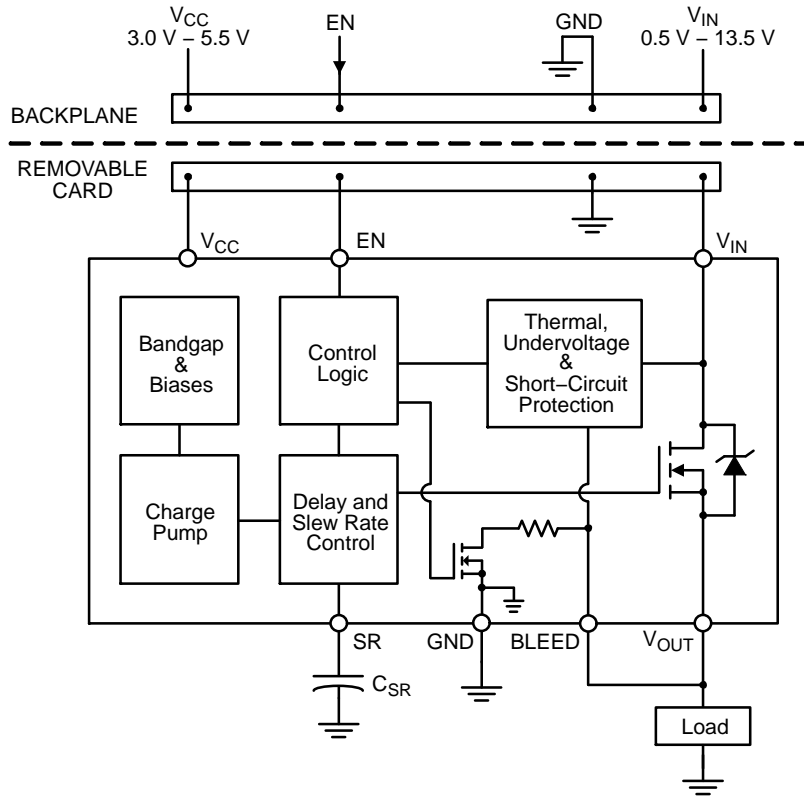 VCC
3.0 V – 5.5 V
EN
GND
VIN
0.5 V – 13.5 V
BACKPLANE
REMOVABLE
CARD
VCC
EN
VIN
Bandgap
&
Biases
Control
Logic
Thermal,
Undervoltage
&
Short–Circuit
Protection
Charge
Pump
Delay and
Slew Rate
Control
SR
GND
BLEED
VOUT
CSR
Load